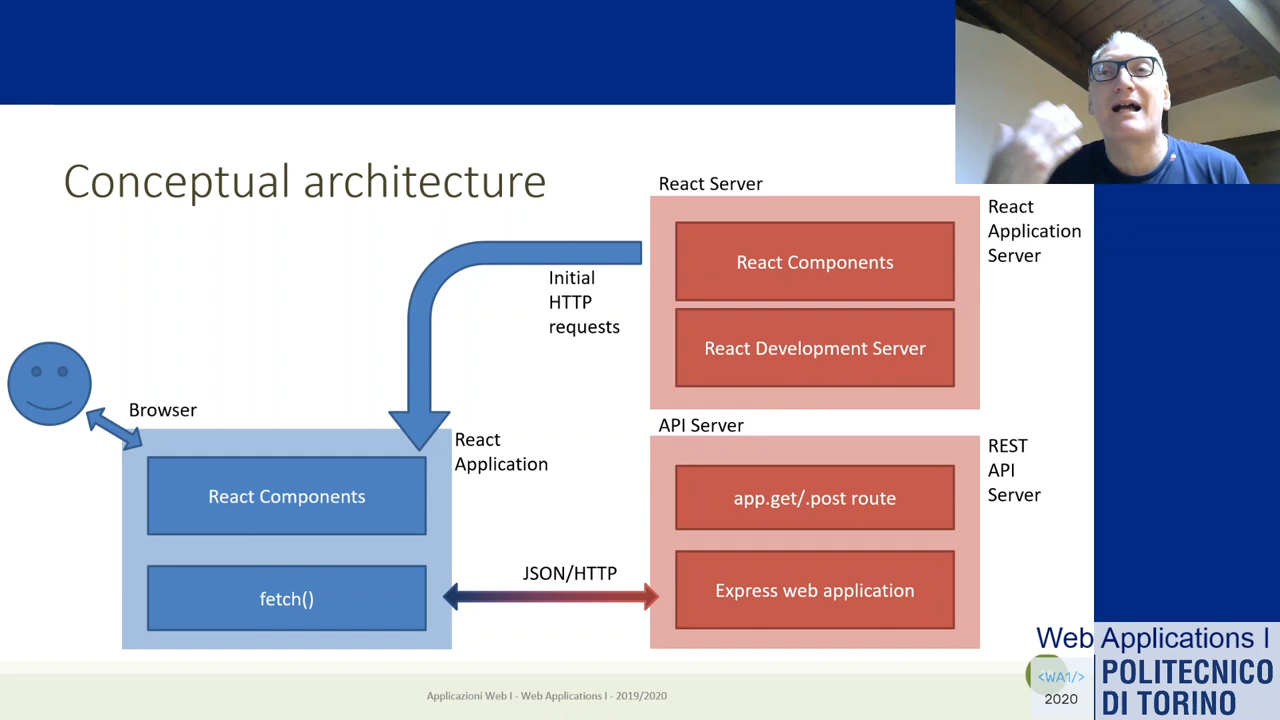 Conceptual architecture
React Server
React
Application
Server
React Components
React Development Server
Initial
HTTP
requests
Browser
React
Application
React Components
fetch()
JSON/HTTP
API Server
REST
API
Server
app.get/.post route
Express web application
Applicazioni Web I - Web Applications I - 2019/2020
Web Applications I
<WA1/>
2020
POLITECNICO
DI TORINO